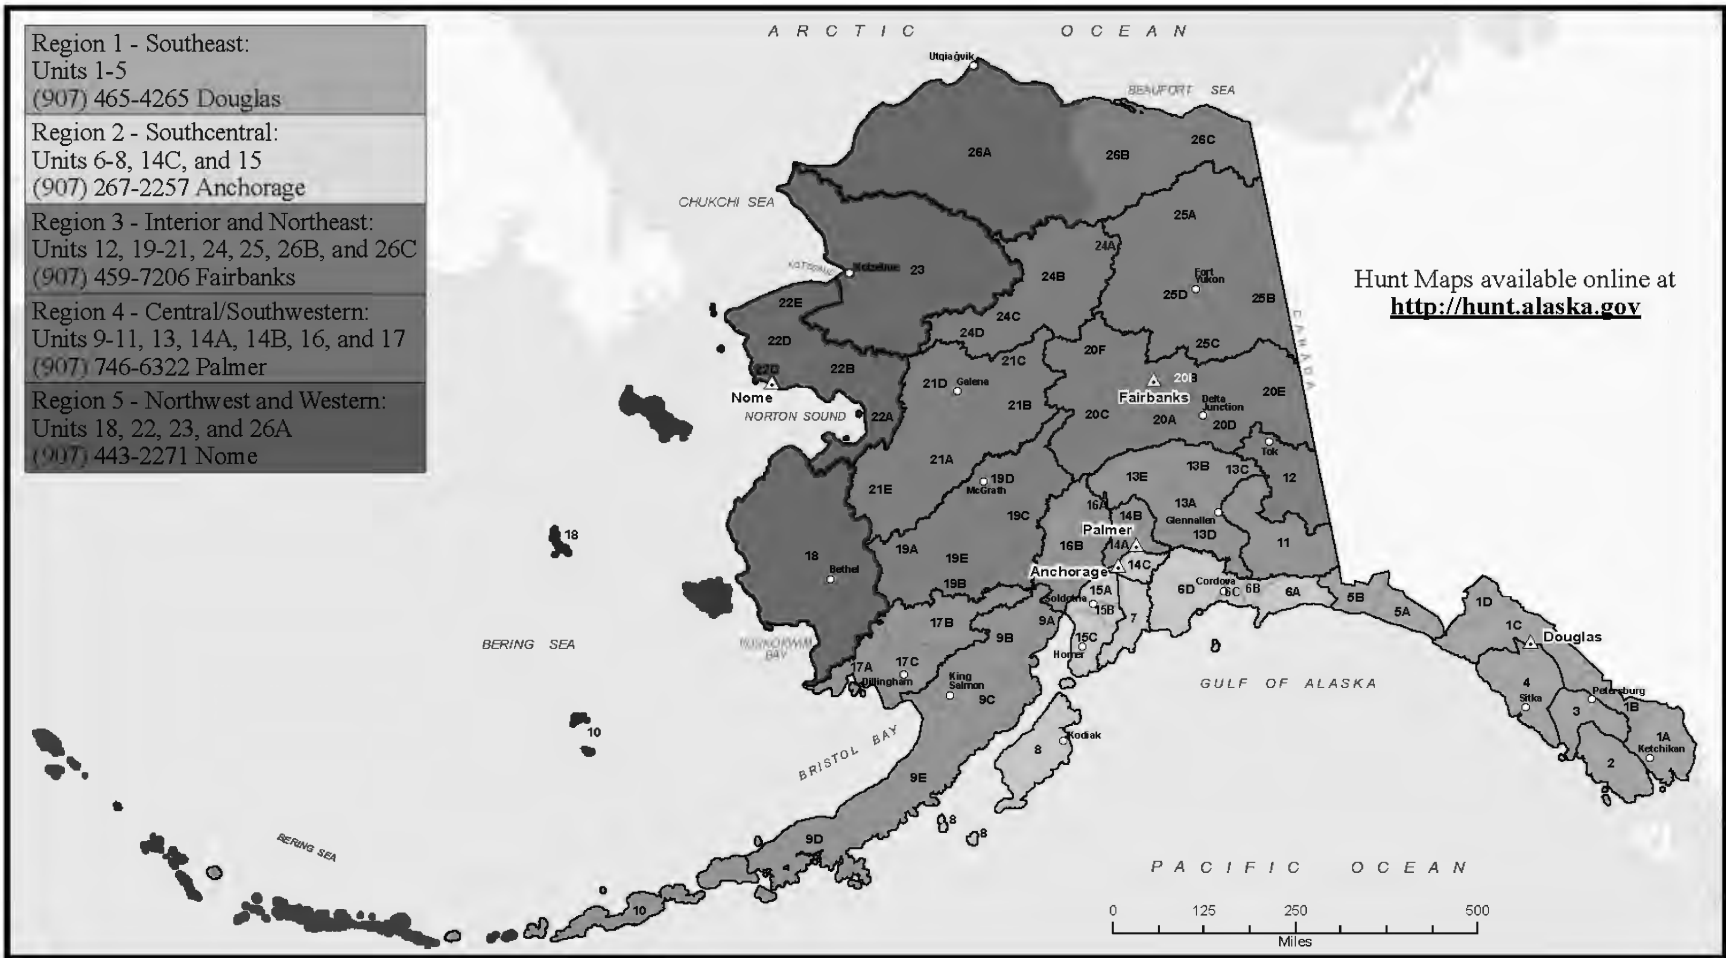 Region 1 - Southeast:
Units 1-5
(907) 465-4265 Douglas
Region 2 - Southcentral:
Units 6-8, 14C, and 15
(907) 267-2257 Anchorage
Region 3 - Interior and Northeast:
Units 12, 19-21, 24, 25, 26B, and 26C
(907) 459-7206 Fairbanks
Region 4 - Central/Southwestern:
Units 9-11, 13, 14A, 14B, 16, and 17
(907) 746-6322 Palmer
Region 5 - Northwest and Western:
Units 18, 22, 23, and 26A
(907) 443-2271 Nome
ARCTIC OCEAN
Utqiaġvik
BEAUFORT SEA
26A
26B
26C
CHUKCHI SEA
25A
24A
23
24B
Fort
Yukon
25D
25B
Hunt Maps available online at
http://hunt.alaska.gov
CANADA
22E
24C
24D
22D
25C
20F
21C
22B
21D
Galena
20B
20E
Nome
Fairbanks
NORTON SOUND
22A
21B
20C
20A
Delta
Junction
20D
Tok
21A
13E
13B
13C
12
21E
19D
McGrath
16A
13A
Glennallen
19C
14B
Palmer
13D
11
18
18
Bethel
19A
19E
16B
14A
Anchorage
14C
19B
15A
Soldotna
15B
6D
Cordova
6C
6B
6A
5B
5A
1D
1C
Douglas
17B
9A
9B
7
15C
Homer
BERING SEA
KUSKOKWIM
BAY
17A
17C
Dillingham
King
Salmon
9C
GULF OF ALASKA
4
Sitka
Petersburg
3
1B
1A
Ketchikan
2
10
BRISTOL BAY
8
Kodiak
9E
8
8
9D
BERING SEA
10
PACIFIC OCEAN
0 125 250 500
Miles